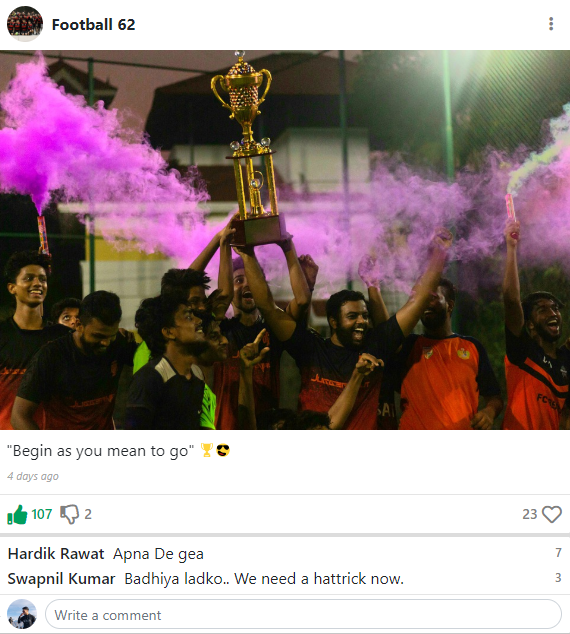 Football 62
"Begin as you mean to go" 🏆😎
4 days ago
107 2 23
Hardik Rawat Apna De gea 7
Swapnil Kumar Badhiya ladko.. We need a hattrick now. 3
Write a comment